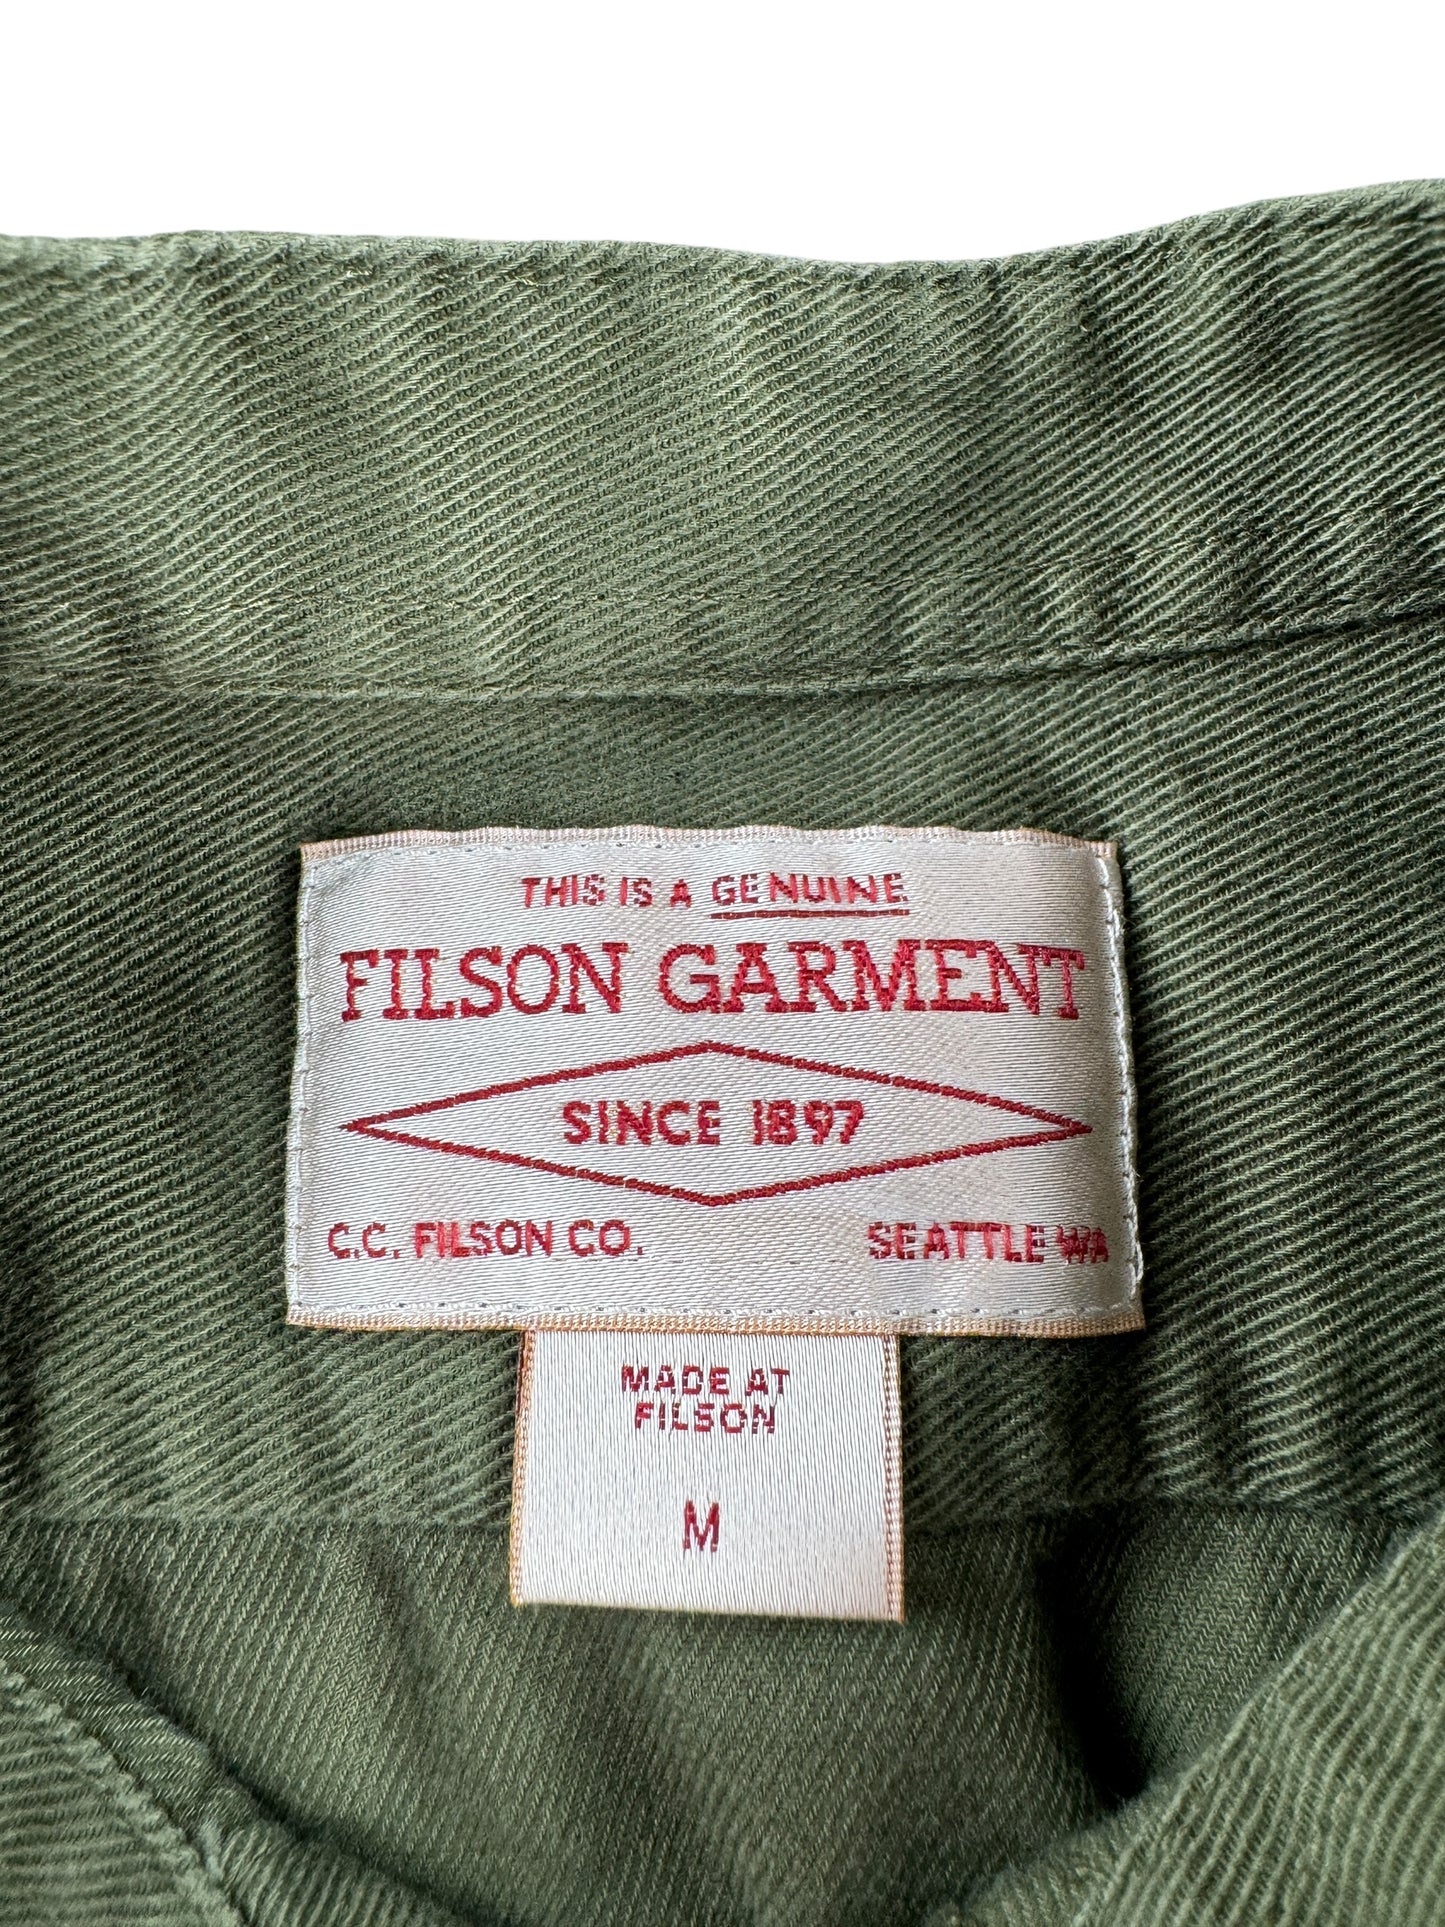 THIS IS A GENUINE
FILSON GARMENT
SINCE 1897
C.C. FILSON CO. SEATTLE WA
MADE AT
FILSON
M